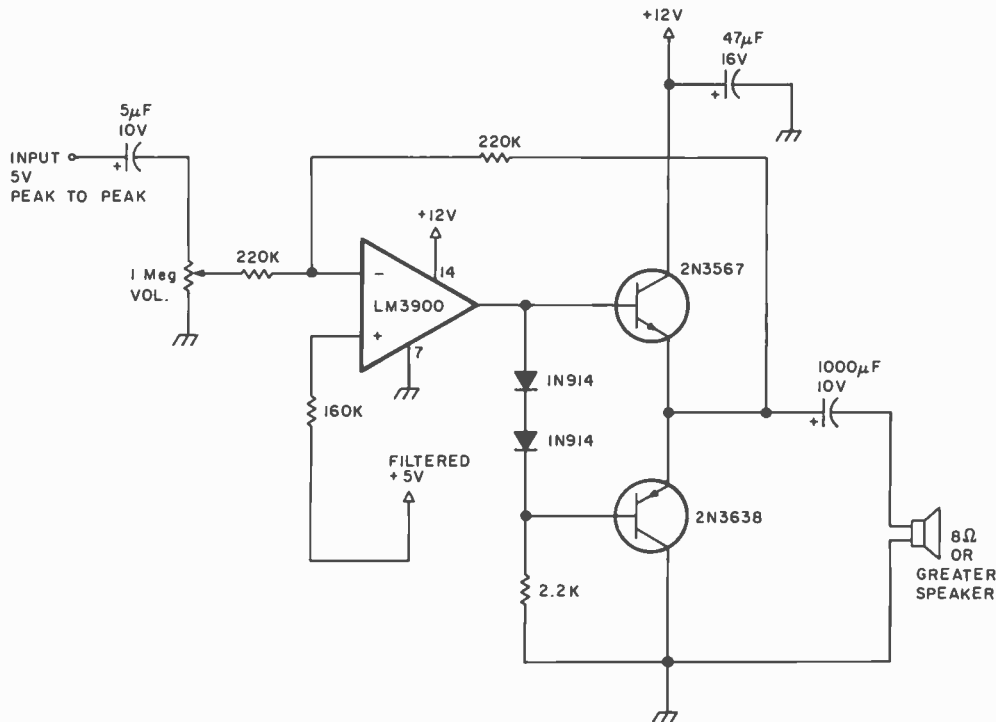 +12V
47µF
16V
+
5µF
10V
+
INPUT
5V
PEAK TO PEAK
220K
+12V
220K
1 Meg
VOL.
-
14
LM3900
+
7
2N3567
160K
1N914
1N914
1000µF
10V
+
FILTERED
+5V
2N3638
8Ω
OR
GREATER
SPEAKER
2.2K